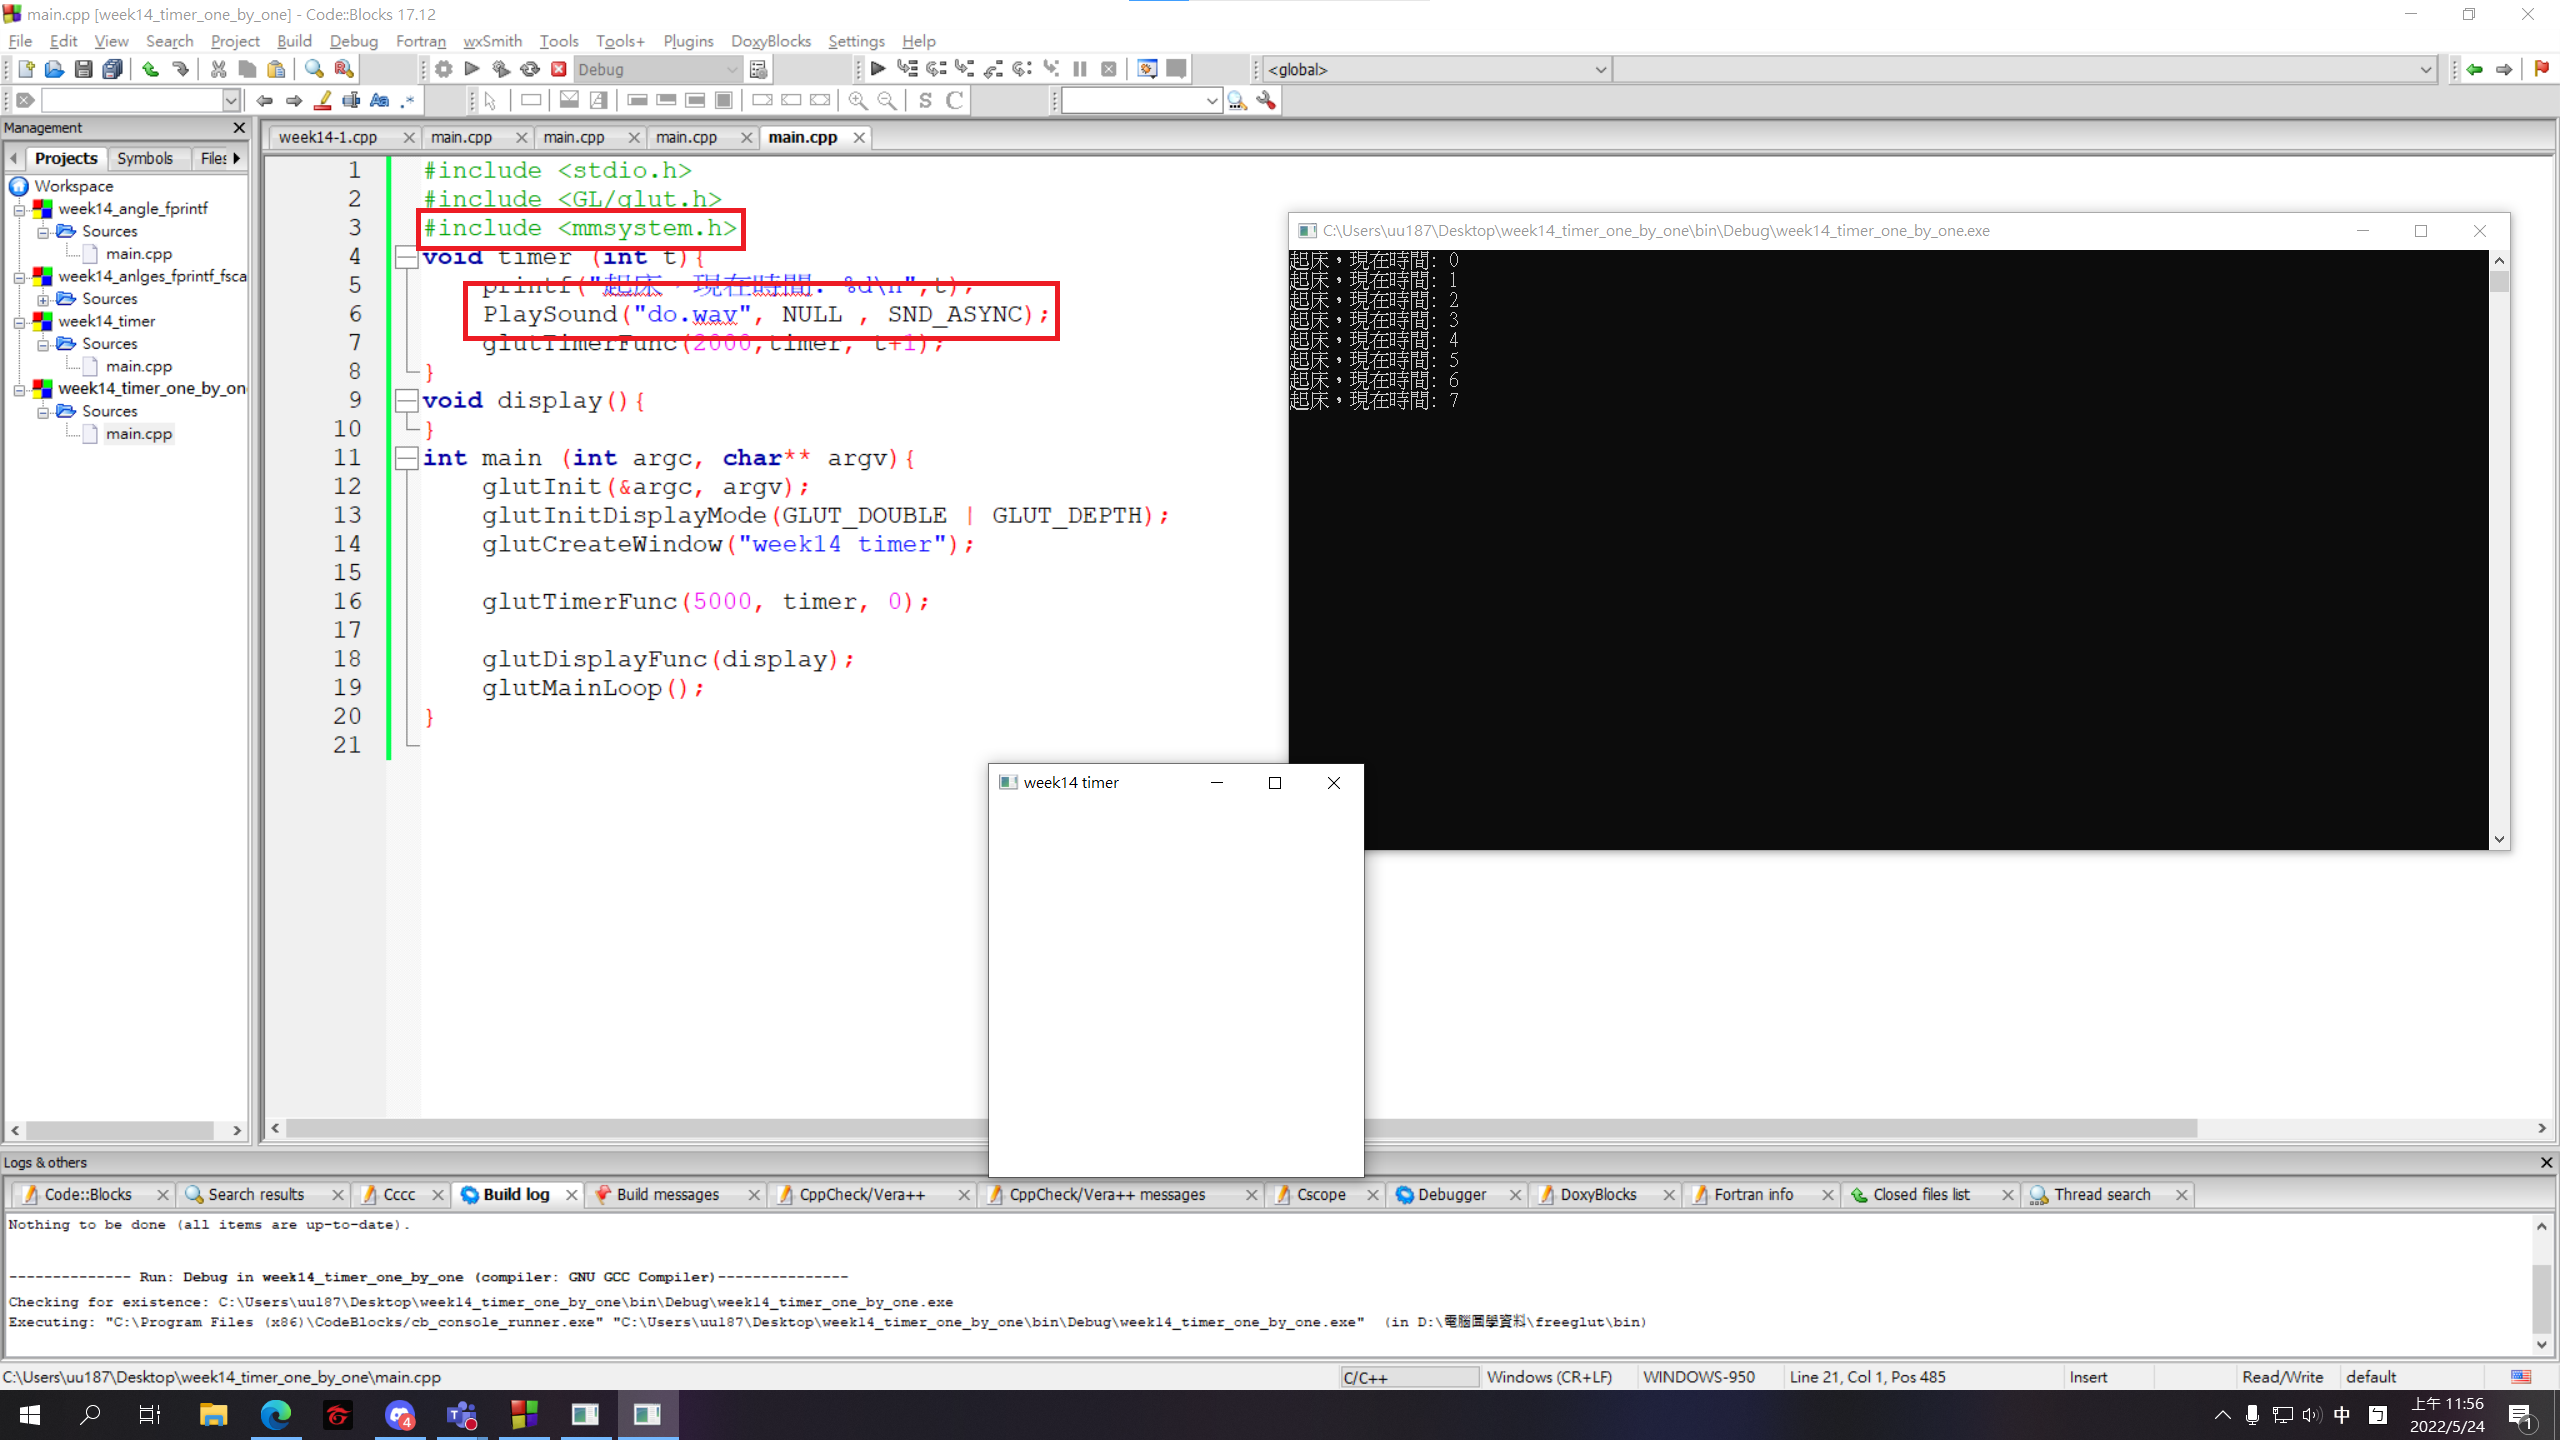 main.cpp [week14_timer_one_by_one] - Code::Blocks 17.12
File Edit View Search Project Build Debug Fortran wxSmith Tools Tools+ Plugins DoxyBlocks Settings Help
Debug
<global>
Management
Projects Symbols Files
Workspace
week14_angle_fprintf
Sources
main.cpp
week14_anlges_fprintf_fsca
Sources
week14_timer
Sources
main.cpp
week14_timer_one_by_on
Sources
main.cpp
week14-1.cpp main.cpp main.cpp main.cpp main.cpp
1 #include <stdio.h>
2 #include <GL/glut.h>
3 #include <mmsystem.h>
4 void timer (int t){
5 printf("起床，現在時間: %d\n",t);
6 PlaySound("do.wav", NULL , SND_ASYNC);
7 glutTimerFunc(2000,timer, t+1);
8 }
9 void display(){
10 }
11 int main (int argc, char** argv){
12 glutInit(&argc, argv);
13 glutInitDisplayMode(GLUT_DOUBLE | GLUT_DEPTH);
14 glutCreateWindow("week14 timer");
15
16 glutTimerFunc(5000, timer, 0);
17
18 glutDisplayFunc(display);
19 glutMainLoop();
20 }
21
C:\Users\uu187\Desktop\week14_timer_one_by_one\bin\Debug\week14_timer_one_by_one.exe
起床，現在時間: 0
起床，現在時間: 1
起床，現在時間: 2
起床，現在時間: 3
起床，現在時間: 4
起床，現在時間: 5
起床，現在時間: 6
起床，現在時間: 7
week14 timer
Logs & others
Code::Blocks Search results Cccc Build log Build messages CppCheck/Vera++ CppCheck/Vera++ messages Cscope Debugger DoxyBlocks Fortran info Closed files list Thread search
Nothing to be done (all items are up-to-date).
-------------- Run: Debug in week14_timer_one_by_one (compiler: GNU GCC Compiler)---------------
Checking for existence: C:\Users\uu187\Desktop\week14_timer_one_by_one\bin\Debug\week14_timer_one_by_one.exe
Executing: "C:\Program Files (x86)\CodeBlocks/cb_console_runner.exe" "C:\Users\uu187\Desktop\week14_timer_one_by_one\bin\Debug\week14_timer_one_by_one.exe"  (in D:\電腦圖學資料\freeglut\bin)
C:\Users\uu187\Desktop\week14_timer_one_by_one\main.cpp C/C++ Windows (CR+LF) WINDOWS-950 Line 21, Col 1, Pos 485 Insert Read/Write default
4
中 ㄅ 上午 11:56
2022/5/24
1